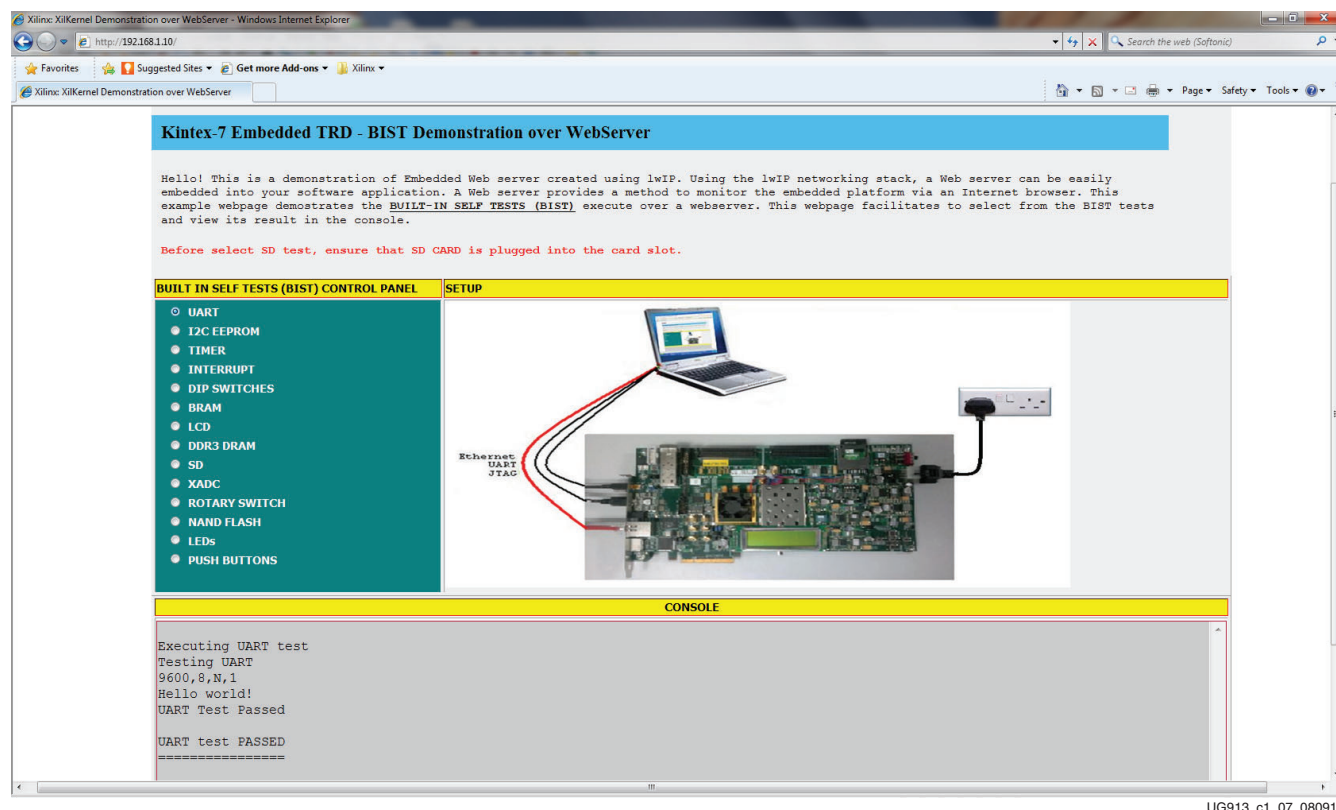 Xilinx: XilKernel Demonstration over WebServer - Windows Internet Explorer
http://192.168.1.10/
Search the web (Softonic)
Favorites Suggested Sites Get more Add-ons Xilinx
Xilinx: XilKernel Demonstration over WebServer
Page Safety Tools
Kintex-7 Embedded TRD - BIST Demonstration over WebServer
Hello! This is a demonstration of Embedded Web server created using lwIP. Using the lwIP networking stack, a Web server can be easily
embedded into your software application. A Web server provides a method to monitor the embedded platform via an Internet browser. This
example webpage demostrates the BUILT-IN SELF TESTS (BIST) execute over a webserver. This webpage facilitates to select from the BIST tests
and view its result in the console.
Before select SD test, ensure that SD CARD is plugged into the card slot.
BUILT IN SELF TESTS (BIST) CONTROL PANEL
SETUP
UART
I2C EEPROM
TIMER
INTERRUPT
DIP SWITCHES
BRAM
LCD
DDR3 DRAM
SD
XADC
ROTARY SWITCH
NAND FLASH
LEDs
PUSH BUTTONS
Ethernet
UART
JTAG
CONSOLE
Executing UART test
Testing UART
9600,8,N,1
Hello world!
UART Test Passed
UART test PASSED
================
UG913_c1_07_08091